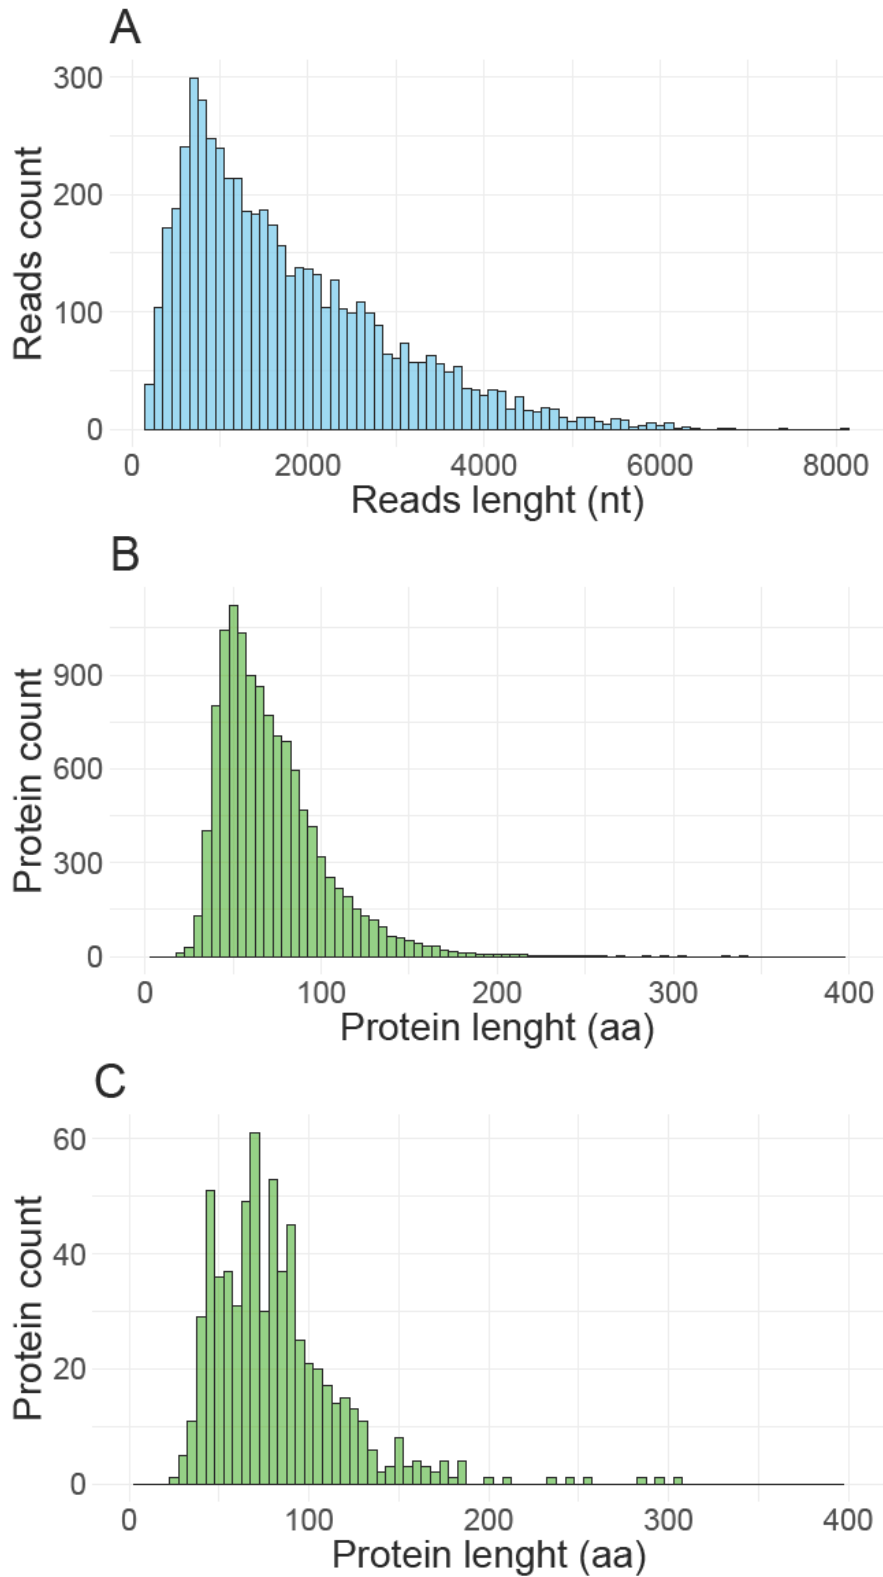 A
Reads count
300
200
100
0
0 2000 4000 6000 8000
Reads lenght (nt)
B
Protein count
900
600
300
0
0 100 200 300 400
Protein lenght (aa)
C
Protein count
60
40
20
0
0 100 200 300 400
Protein lenght (aa)